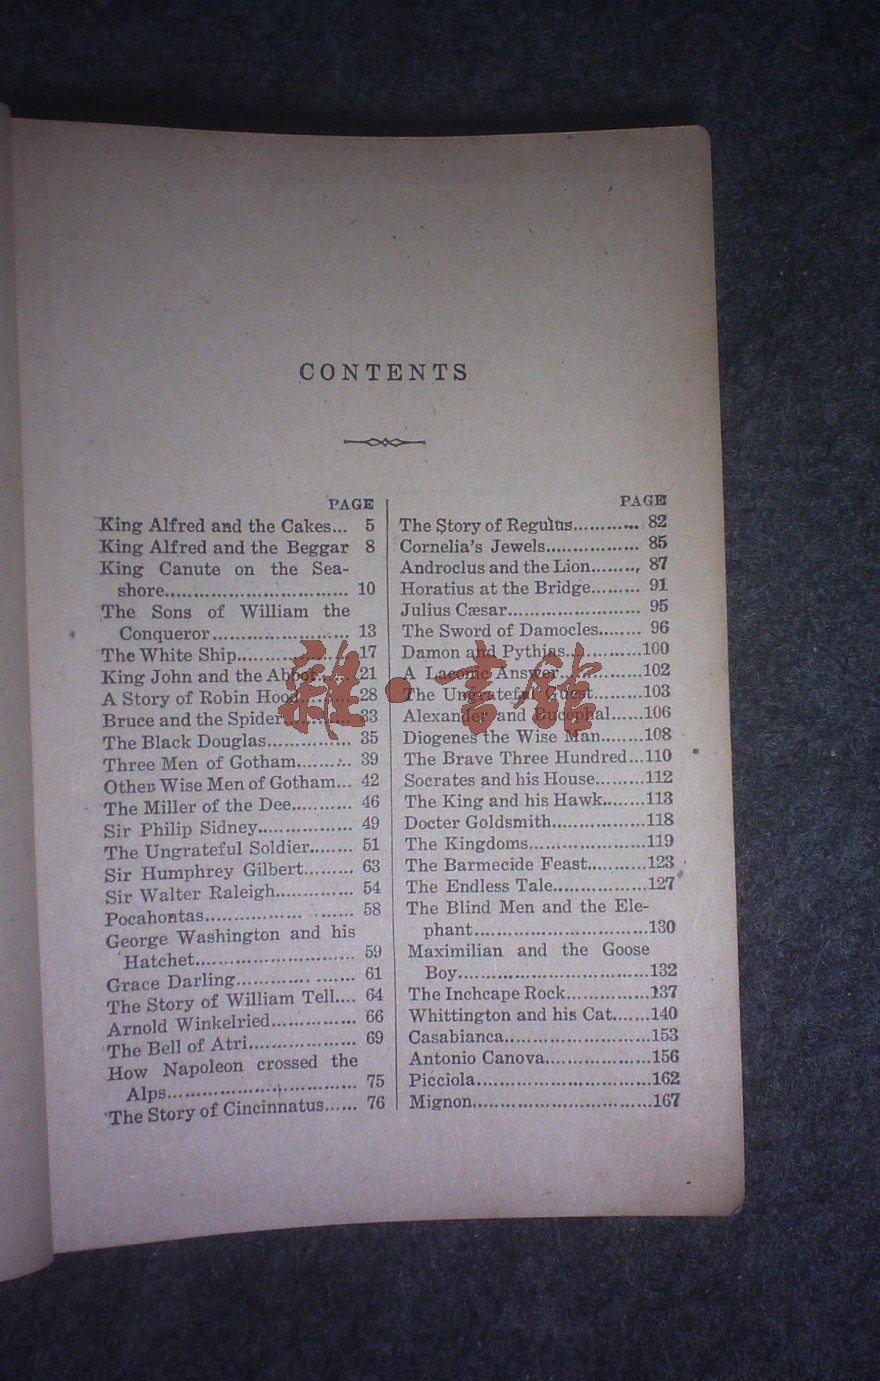 CONTENTS
PAGE
King Alfred and the Cakes... 5
King Alfred and the Beggar 8
King Canute on the Sea-
shore................................ 10
The Sons of William the
Conqueror........................ 13
The White Ship.................... 17
King John and the Abbot...... 21
A Story of Robin Hood......... 28
Bruce and the Spider............ 33
The Black Douglas............... 35
Three Men of Gotham......... 39
Other Wise Men of Gotham... 42
The Miller of the Dee........... 46
Sir Philip Sidney................. 49
The Ungrateful Soldier........ 51
Sir Humphrey Gilbert......... 63
Sir Walter Raleigh.............. 54
Pocahontas......................... 58
George Washington and his
Hatchet............................ 59
Grace Darling.................... 61
The Story of William Tell.... 64
Arnold Winkelried............... 66
The Bell of Atri................... 69
How Napoleon crossed the
Alps................................. 75
The Story of Cincinnatus...... 76
PAGE
The Story of Regulus............ 82
Cornelia's Jewels................. 85
Androclus and the Lion........, 87
Horatius at the Bridge......... 91
Julius Cæsar........................ 95
The Sword of Damocles........ 96
Damon and Pythias..............100
A Laconic Answer...............102
The Ungrateful Guest.........103
Alexander and Bucephal......106
Diogenes the Wise Man........108
The Brave Three Hundred...110
Socrates and his House.........112
The King and his Hawk........113
Docter Goldsmith.................118
The Kingdoms.....................119
The Barmecide Feast...........123
The Endless Tale.................127
The Blind Men and the Ele-
phant...............................130
Maximilian and the Goose
Boy..................................132
The Inchcape Rock...............137
Whittington and his Cat.......140
Casabianca..........................153
Antonio Canova...................156
Picciola................................162
Mignon................................167
雜·書館